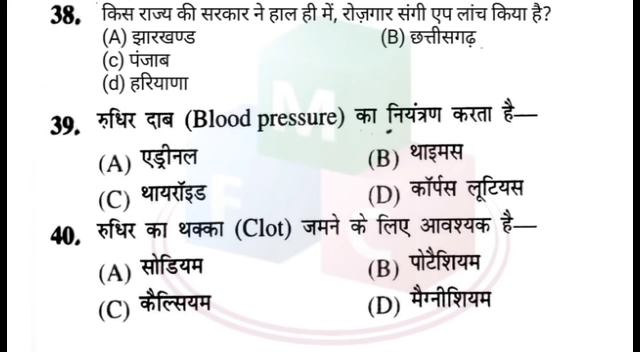 38. किस राज्य की सरकार ने हाल ही में, रोज़गार संगी एप लांच किया है?
(A) झारखण्ड (B) छत्तीसगढ़
(c) पंजाब
(d) हरियाणा
39. रुधिर दाब (Blood pressure) का नियंत्रण करता है—
(A) एड्रीनल (B) थाइमस
(C) थायरॉइड (D) कॉर्पस लूटियस
40. रुधिर का थक्का (Clot) जमने के लिए आवश्यक है—
(A) सोडियम (B) पोटैशियम
(C) कैल्सियम (D) मैग्नीशियम
M
F